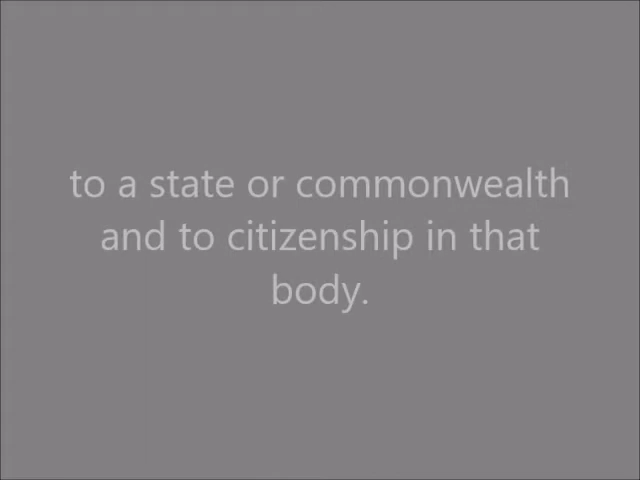 to a state or commonwealth
and to citizenship in that
body.